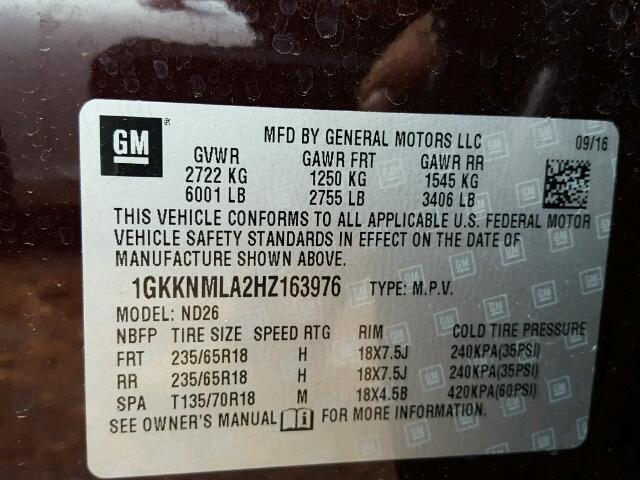 GM ®
MFD BY GENERAL MOTORS LLC 09/16
GVWR GAWR FRT GAWR RR
2722 KG 1250 KG 1545 KG
6001 LB 2755 LB 3406 LB
THIS VEHICLE CONFORMS TO ALL APPLICABLE U.S. FEDERAL MOTOR
VEHICLE SAFETY STANDARDS IN EFFECT ON THE DATE OF
MANUFACTURE SHOWN ABOVE.
1GKKNMLA2HZ163976 TYPE: M.P.V.
MODEL: ND26
NBFP TIRE SIZE SPEED RTG RIM COLD TIRE PRESSURE
FRT 235/65R18 H 18X7.5J 240KPA(35PSI)
RR 235/65R18 H 18X7.5J 240KPA(35PSI)
SPA T135/70R18 M 18X4.5B 420KPA(60PSI)
SEE OWNER'S MANUAL FOR MORE INFORMATION.